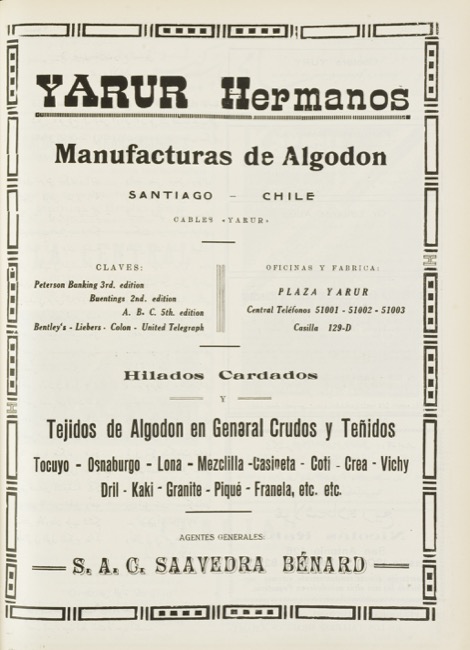 YARUR Hermanos
Manufacturas de Algodon
SANTIAGO - CHILE
CABLES «YARUR»
CLAVES:
Peterson Banking 3rd. edition
Buentings 2nd. edition
A. B. C. 5th. edition
Bentley's - Liebers - Colon - United Telegraph
OFICINAS Y FABRICA:
PLAZA YARUR
Central Teléfonos 51001 - 51002 - 51003
Casilla 129-D
Hilados Cardados
Y
Tejidos de Algodon en General Crudos y Teñidos
Tocuyo - Osnaburgo - Lona - Mezclilla -Casineta - Coti - Crea - Vichy
Dril - Kaki - Granite - Piqué - Franela, etc. etc.
AGENTES GENERALES:
S. A. C. SAAVEDRA BÉNARD